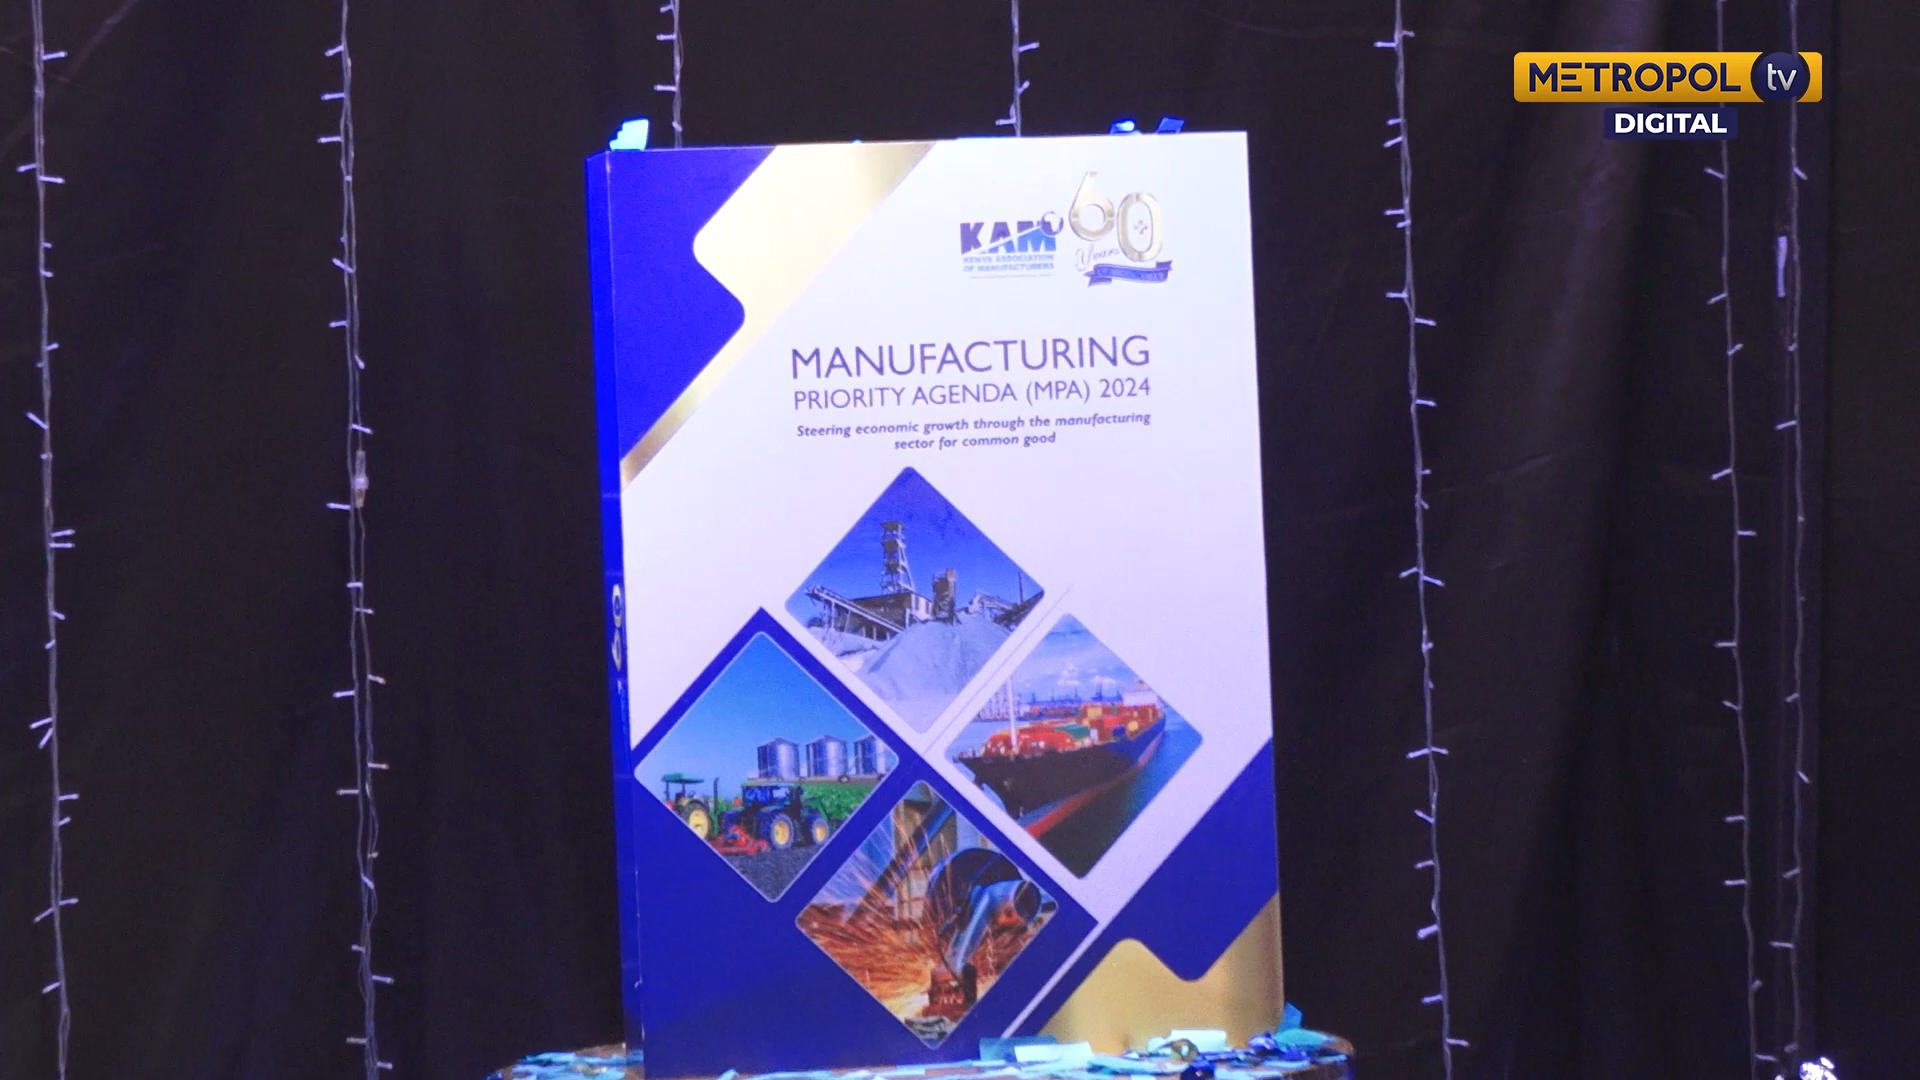 METROPOL tv
DIGITAL
60
KAM
Years
KENYA ASSOCIATION
OF MANUFACTURERS
MANUFACTURING
PRIORITY AGENDA (MPA) 2024
Steering economic growth through the manufacturing
sector for common good